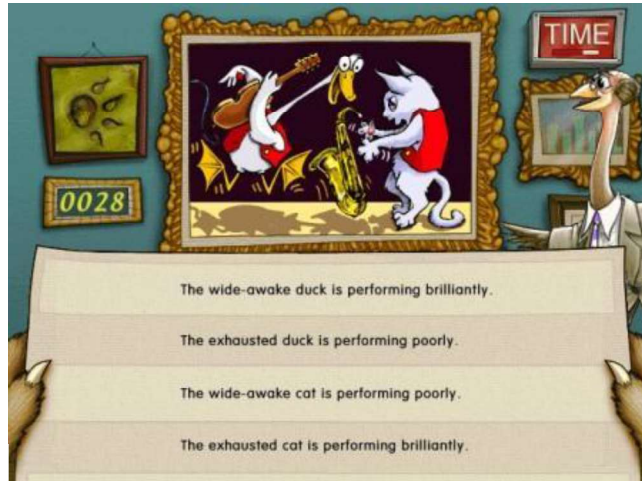 TIME
0028
The wide-awake duck is performing brilliantly.
The exhausted duck is performing poorly.
The wide-awake cat is performing poorly.
The exhausted cat is performing brilliantly.